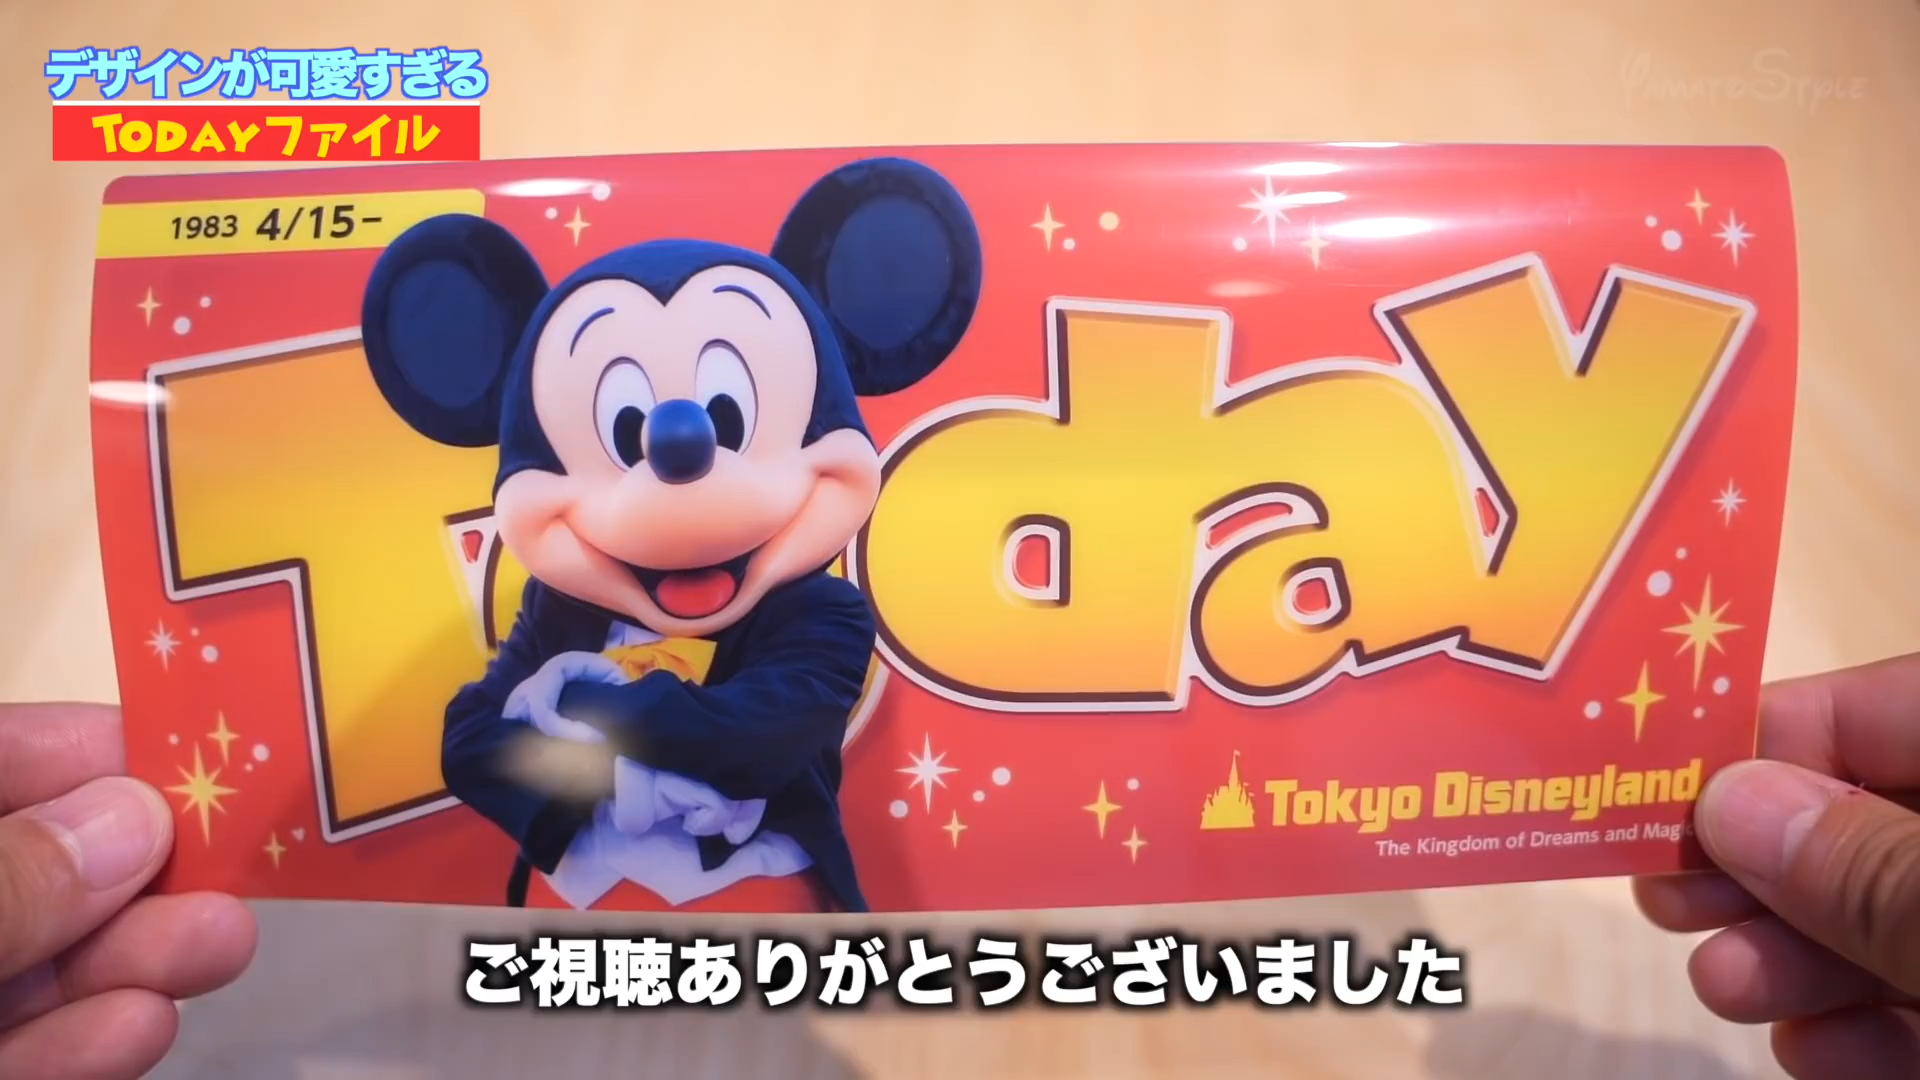 デザインが可愛すぎる
TODAYファイル
YAMATO STYLE
1983 4/15-
Today
Tokyo Disneyland
The Kingdom of Dreams and Magic
ご視聴ありがとうございました